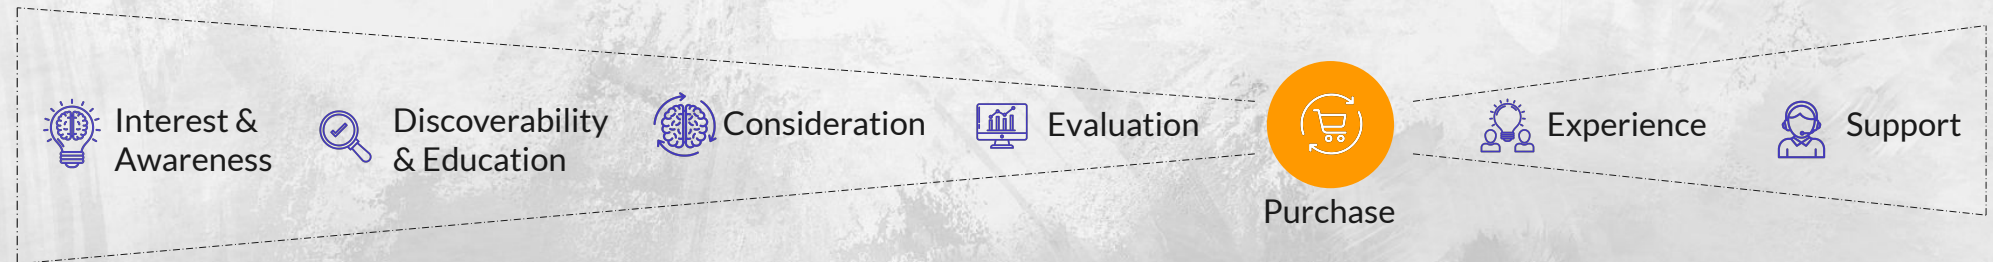 Interest &
Awareness
Discoverability
& Education
Consideration
Evaluation
Purchase
Experience
Support